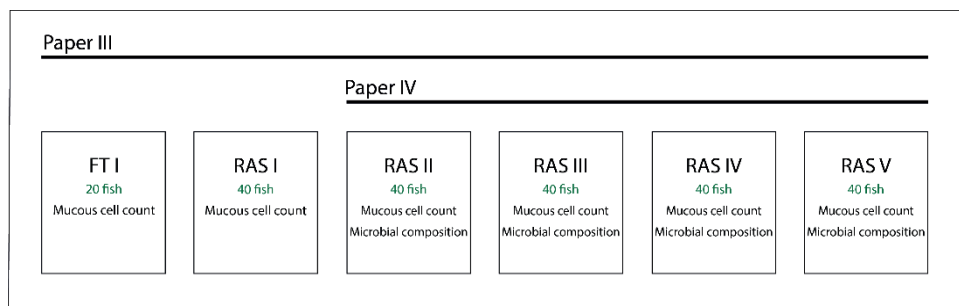 Paper III
Paper IV
FT I
20 fish
Mucous cell count
RAS I
40 fish
Mucous cell count
RAS II
40 fish
Mucous cell count
Microbial composition
RAS III
40 fish
Mucous cell count
Microbial composition
RAS IV
40 fish
Mucous cell count
Microbial composition
RAS V
40 fish
Mucous cell count
Microbial composition